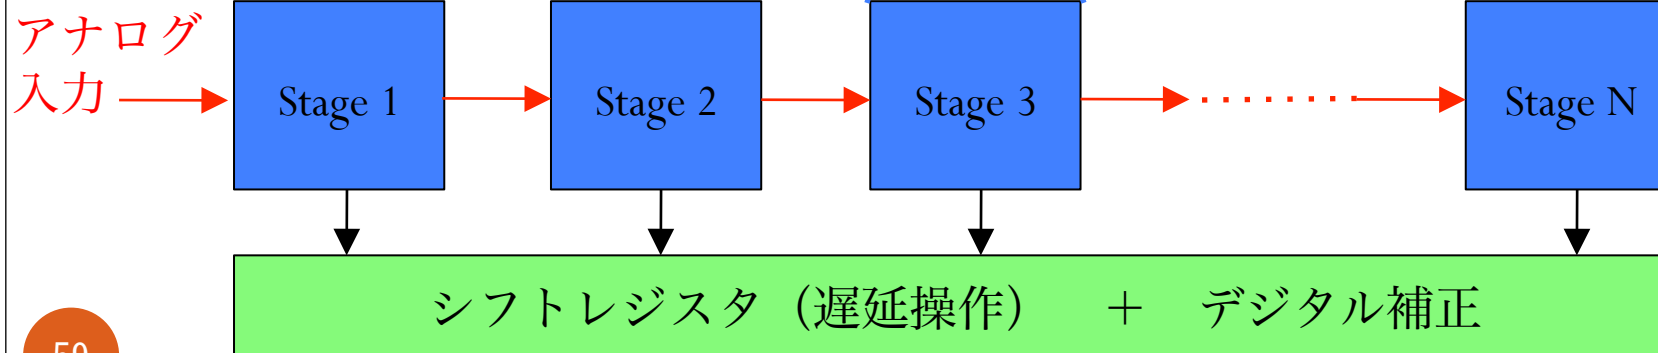 アナログ
入力
Stage 1
Stage 2
Stage 3
Stage N
シフトレジスタ（遅延操作）　＋　デジタル補正